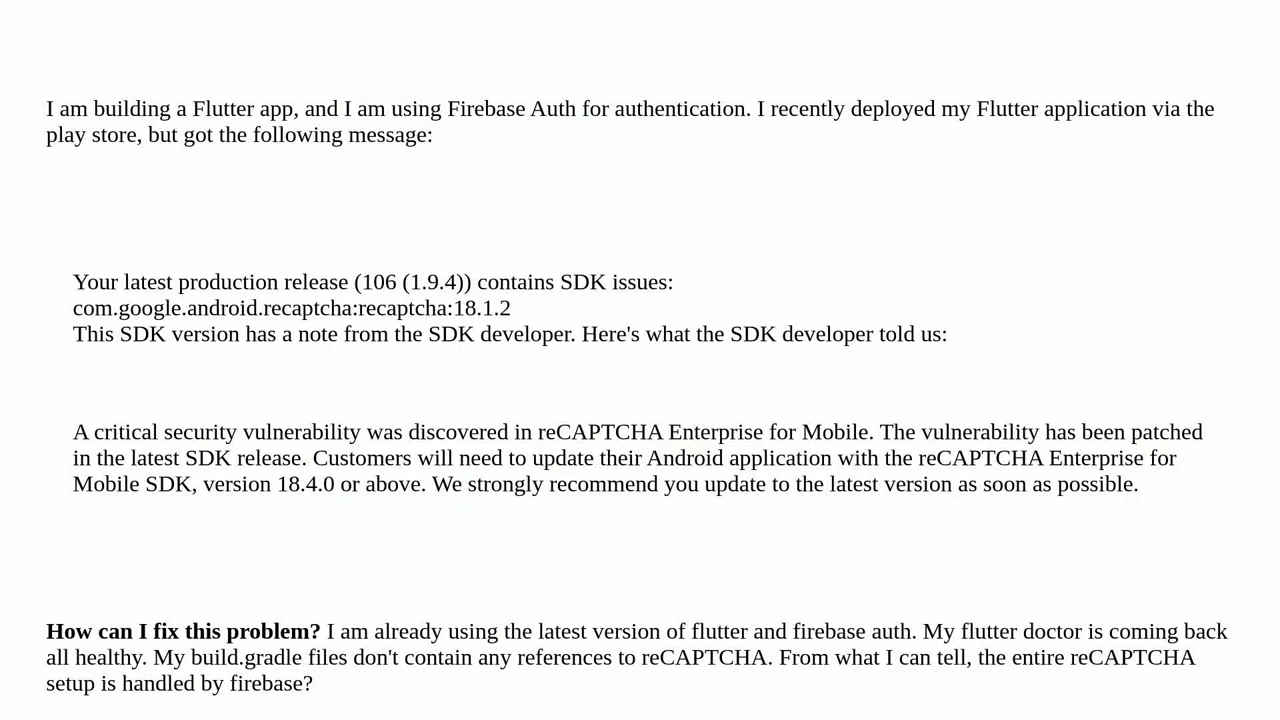 I am building a Flutter app, and I am using Firebase Auth for authentication. I recently deployed my Flutter application via the
play store, but got the following message:
Your latest production release (106 (1.9.4)) contains SDK issues:
com.google.android.recaptcha:recaptcha:18.1.2
This SDK version has a note from the SDK developer. Here's what the SDK developer told us:
A critical security vulnerability was discovered in reCAPTCHA Enterprise for Mobile. The vulnerability has been patched
in the latest SDK release. Customers will need to update their Android application with the reCAPTCHA Enterprise for
Mobile SDK, version 18.4.0 or above. We strongly recommend you update to the latest version as soon as possible.
How can I fix this problem? I am already using the latest version of flutter and firebase auth. My flutter doctor is coming back
all healthy. My build.gradle files don't contain any references to reCAPTCHA. From what I can tell, the entire reCAPTCHA
setup is handled by firebase?